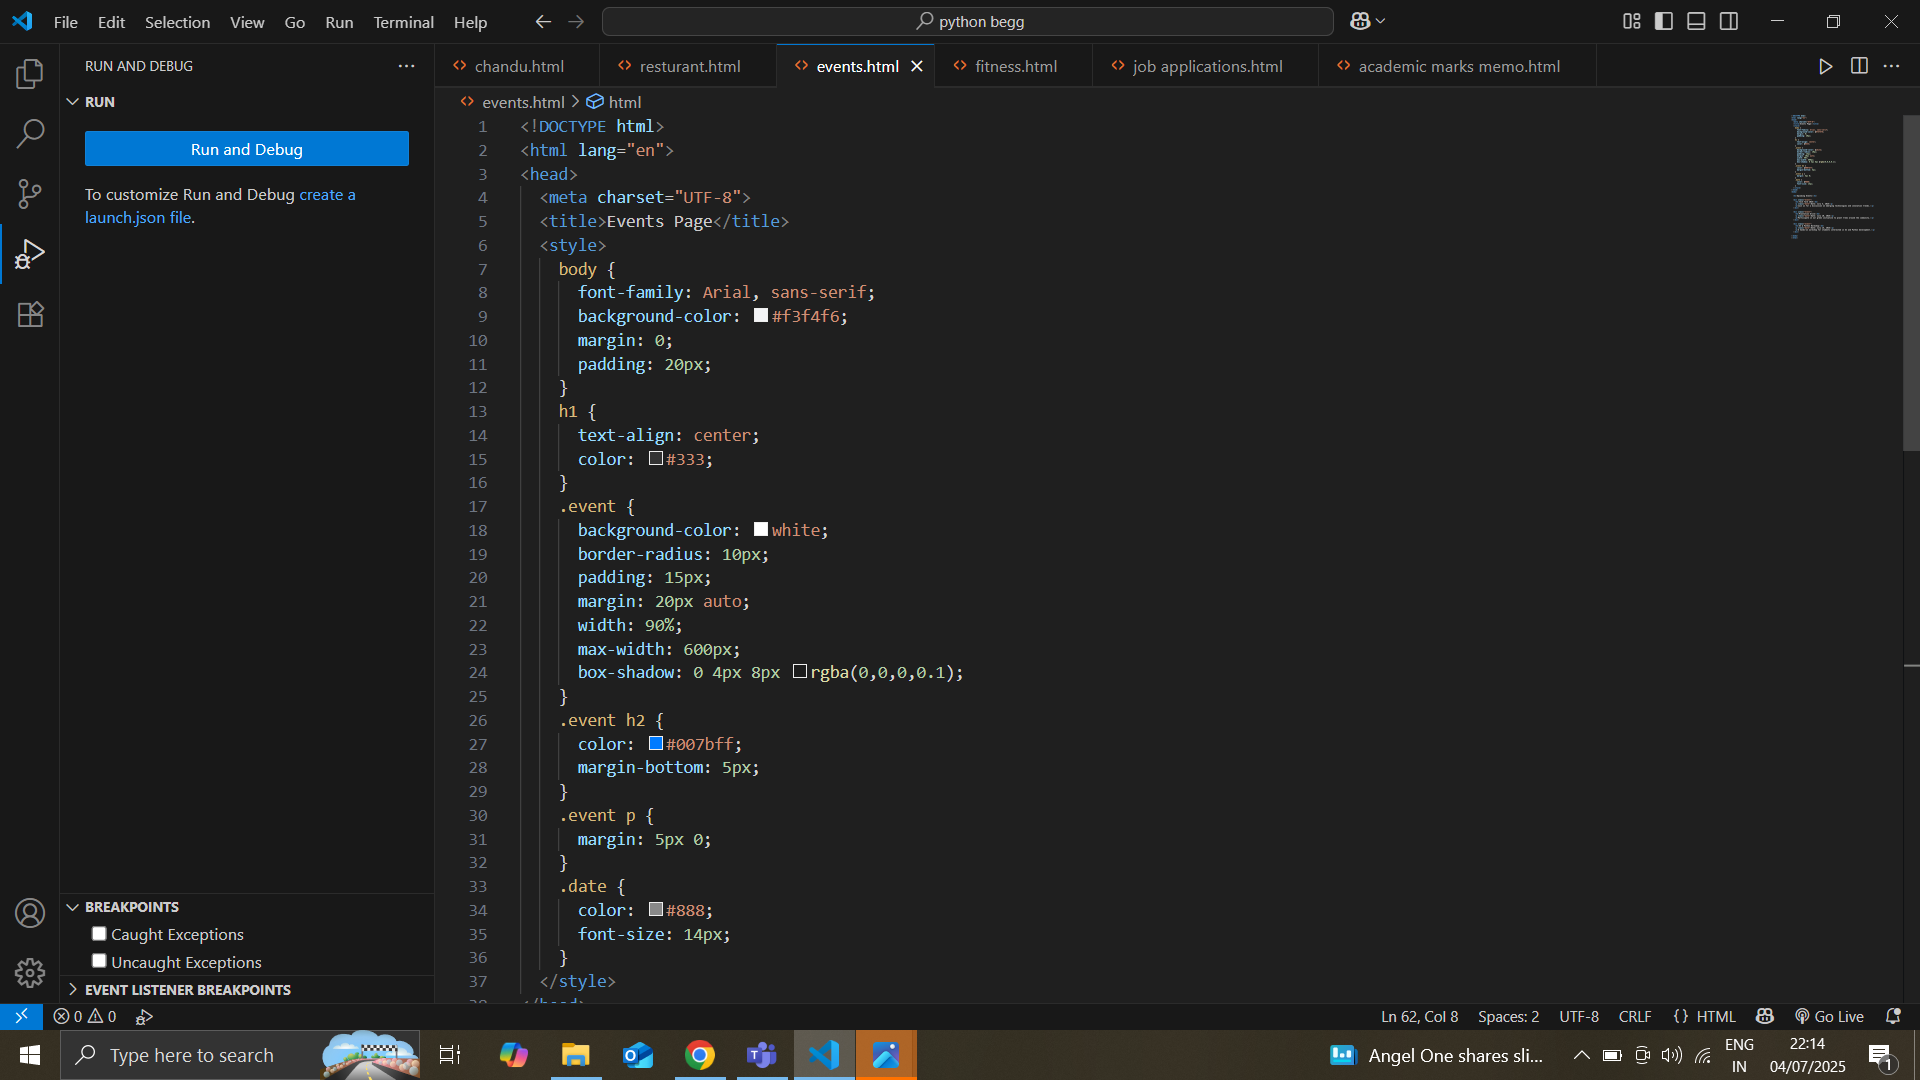 File Edit Selection View Go Run Terminal Help
python begg
RUN AND DEBUG
RUN
Run and Debug
To customize Run and Debug create a
launch.json file.
BREAKPOINTS
Caught Exceptions
Uncaught Exceptions
EVENT LISTENER BREAKPOINTS
chandu.html resturant.html events.html fitness.html job applications.html academic marks memo.html
events.html > html
1 <!DOCTYPE html>
2 <html lang="en">
3 <head>
4 <meta charset="UTF-8">
5 <title>Events Page</title>
6 <style>
7 body {
8 font-family: Arial, sans-serif;
9 background-color: #f3f4f6;
10 margin: 0;
11 padding: 20px;
12 }
13 h1 {
14 text-align: center;
15 color: #333;
16 }
17 .event {
18 background-color: white;
19 border-radius: 10px;
20 padding: 15px;
21 margin: 20px auto;
22 width: 90%;
23 max-width: 600px;
24 box-shadow: 0 4px 8px rgba(0,0,0,0.1);
25 }
26 .event h2 {
27 color: #007bff;
28 margin-bottom: 5px;
29 }
30 .event p {
31 margin: 5px 0;
32 }
33 .date {
34 color: #888;
35 font-size: 14px;
36 }
37 </style>
38 </head>
0 0
Ln 62, Col 8 Spaces: 2 UTF-8 CRLF {} HTML Go Live
Type here to search
Angel One shares sli...
ENG
IN
22:14
04/07/2025
1